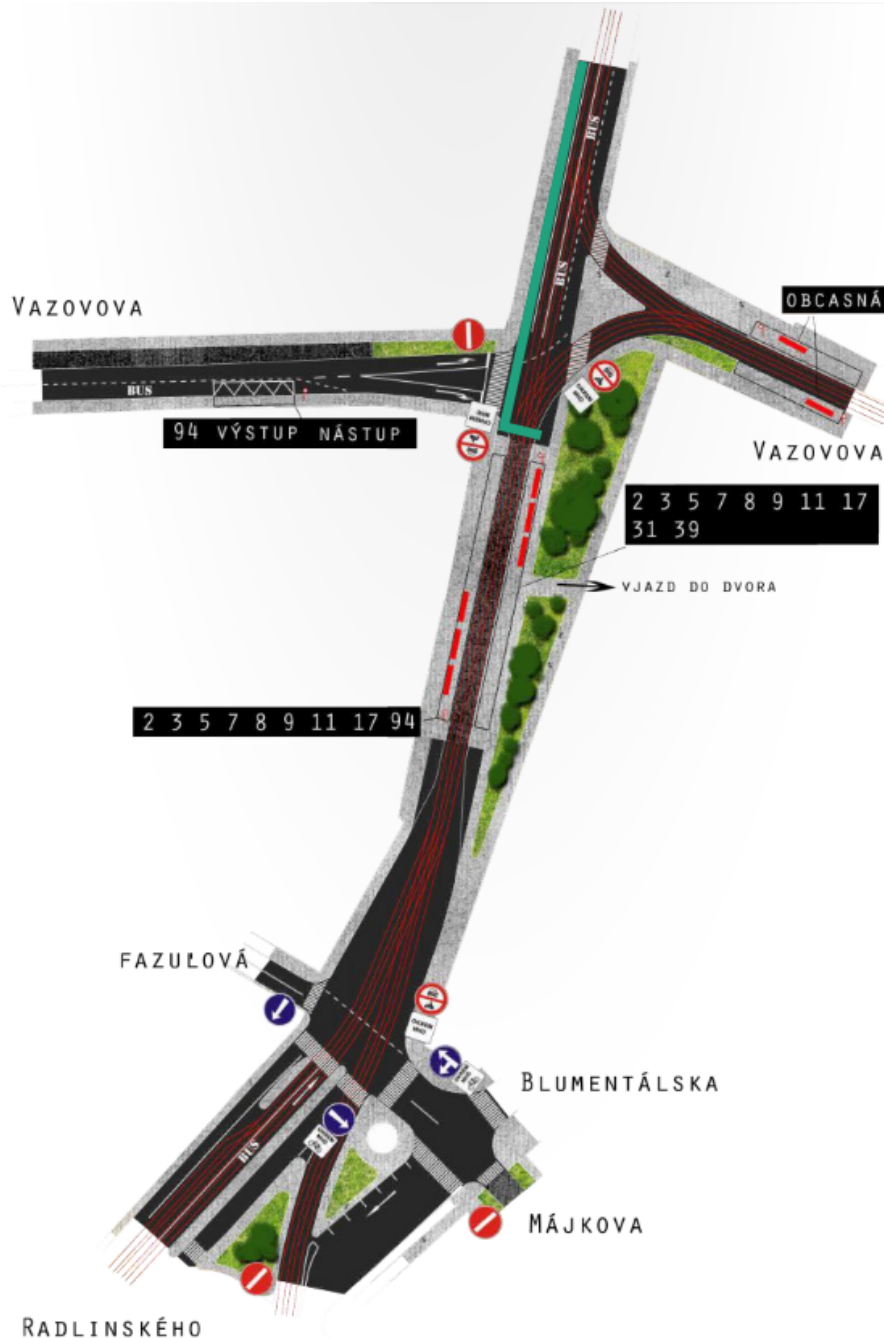 BUS
BUS
VAZOVOVA
OBCASNÁ
BUS
94 VÝSTUP NÁSTUP
VAZOVOVA
2 3 5 7 8 9 11 17
31 39
VJAZD DO DVORA
2 3 5 7 8 9 11 17 94
FAZUĽOVÁ
BLUMENTÁLSKA
BUS
MÁJKOVA
RADLINSKÉHO